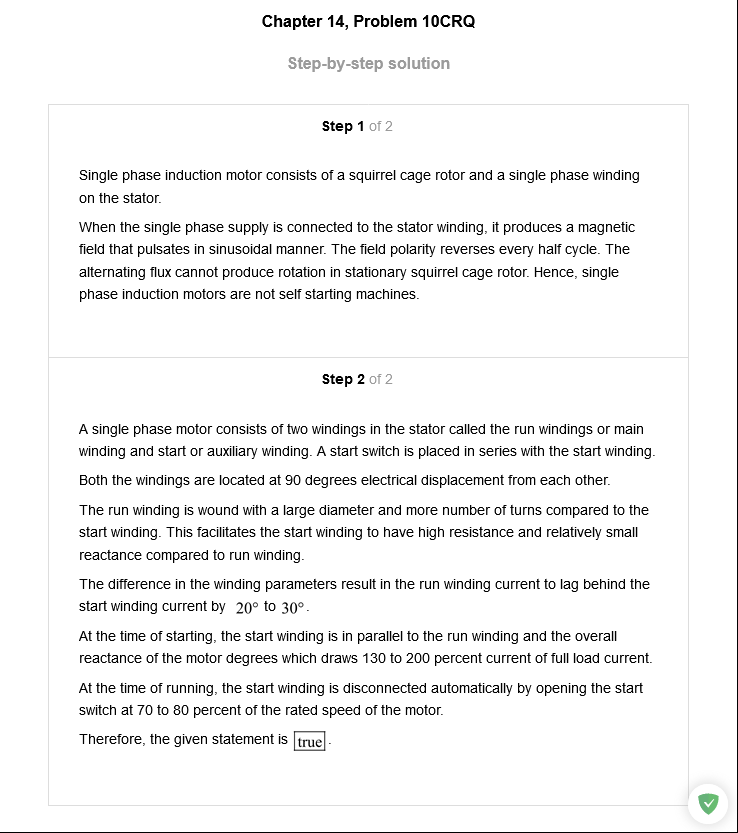 Chapter 14, Problem 10CRQ
Step-by-step solution
Step 1 of 2
Single phase induction motor consists of a squirrel cage rotor and a single phase winding
on the stator.
When the single phase supply is connected to the stator winding, it produces a magnetic
field that pulsates in sinusoidal manner. The field polarity reverses every half cycle. The
alternating flux cannot produce rotation in stationary squirrel cage rotor. Hence, single
phase induction motors are not self starting machines.
Step 2 of 2
A single phase motor consists of two windings in the stator called the run windings or main
winding and start or auxiliary winding. A start switch is placed in series with the start winding.
Both the windings are located at 90 degrees electrical displacement from each other.
The run winding is wound with a large diameter and more number of turns compared to the
start winding. This facilitates the start winding to have high resistance and relatively small
reactance compared to run winding.
The difference in the winding parameters result in the run winding current to lag behind the
start winding current by 20° to 30°.
At the time of starting, the start winding is in parallel to the run winding and the overall
reactance of the motor degrees which draws 130 to 200 percent current of full load current.
At the time of running, the start winding is disconnected automatically by opening the start
switch at 70 to 80 percent of the rated speed of the motor.
Therefore, the given statement is true.